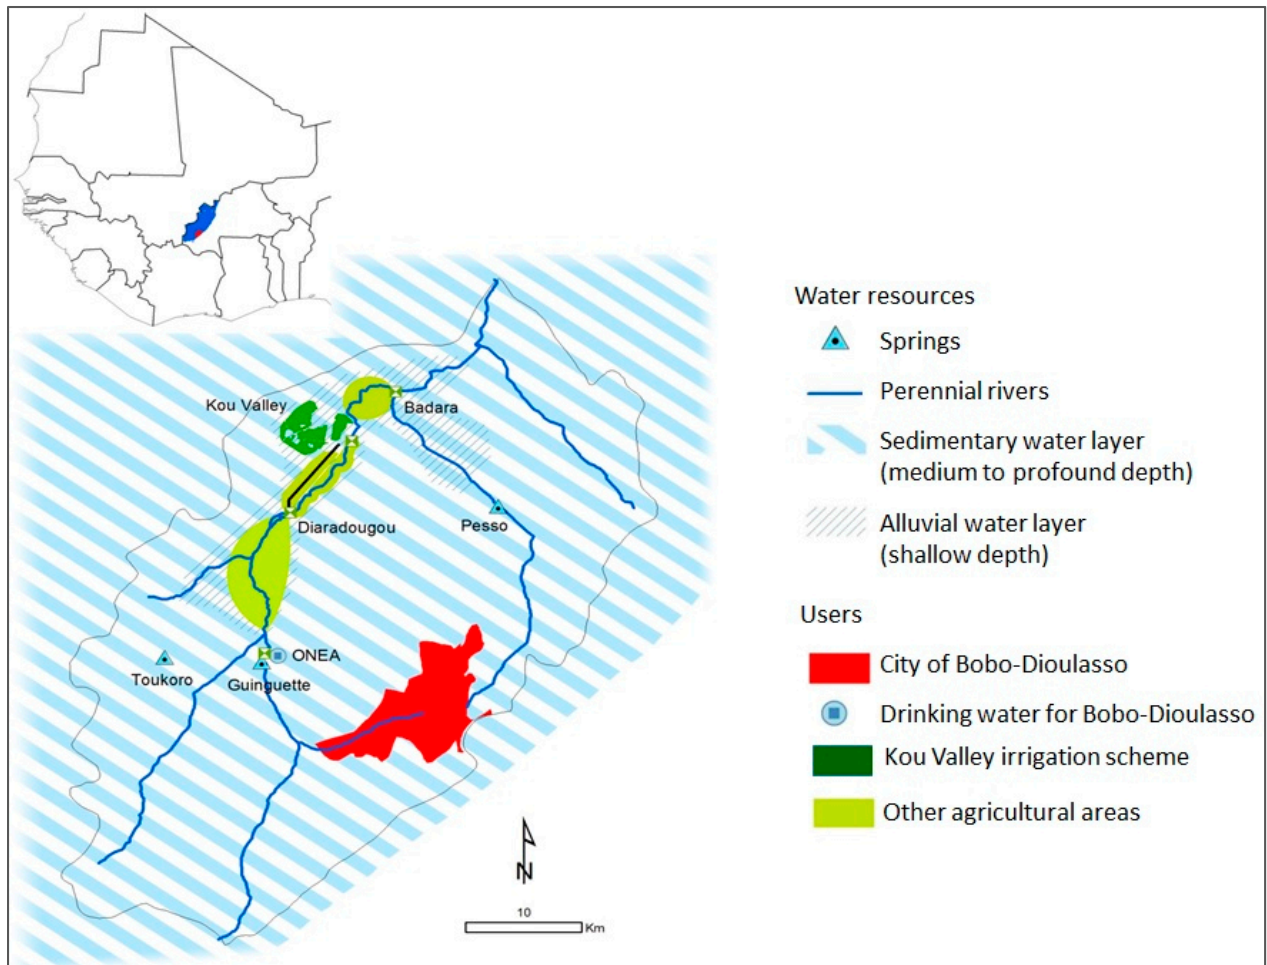 Kou Valley
Badara
Diaradougou
Pesso
ONEA
Toukoro
Guinguette
N
10
Km
Water resources
Springs
Perennial rivers
Sedimentary water layer
(medium to profound depth)
Alluvial water layer
(shallow depth)
Users
City of Bobo-Dioulasso
Drinking water for Bobo-Dioulasso
Kou Valley irrigation scheme
Other agricultural areas